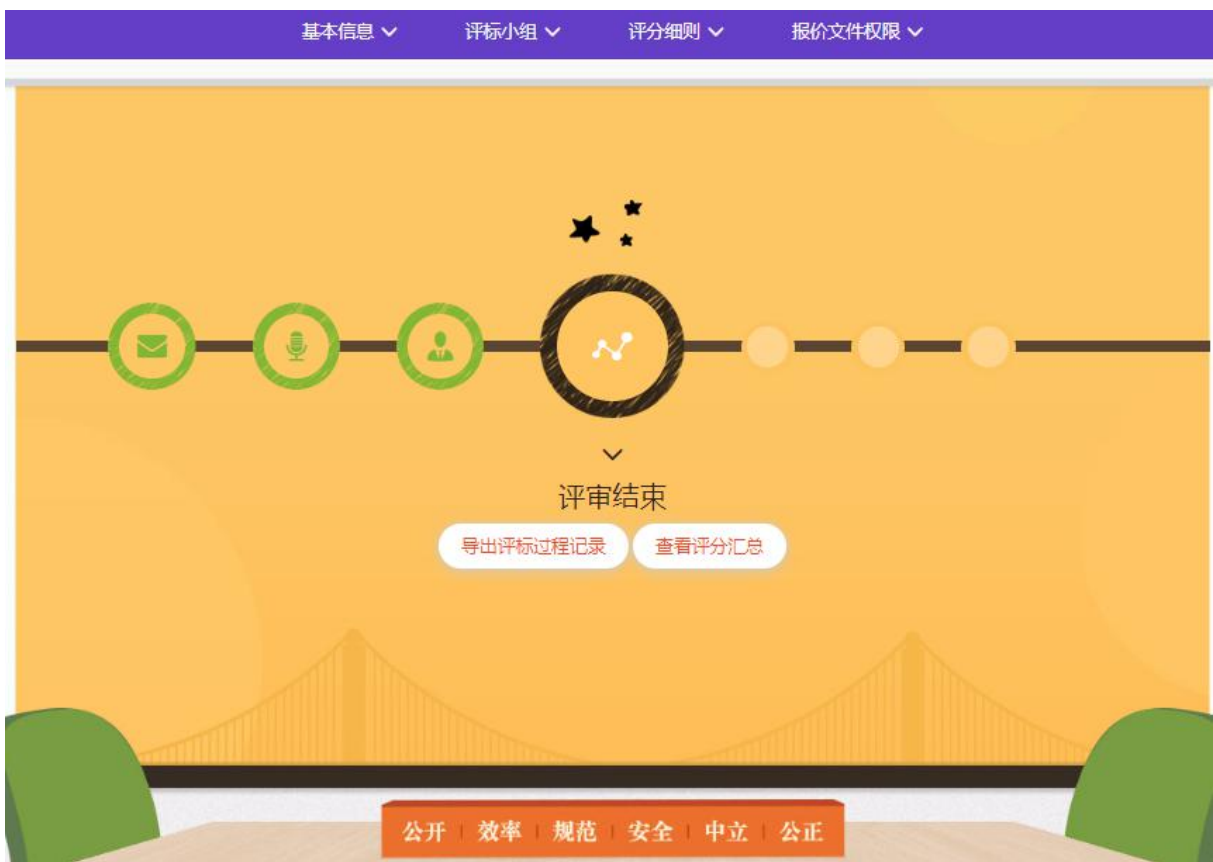 基本信息 评标小组 评分细则 报价文件权限
评审结束
导出评标过程记录 查看评分汇总
公开 效率 规范 安全 中立 公正